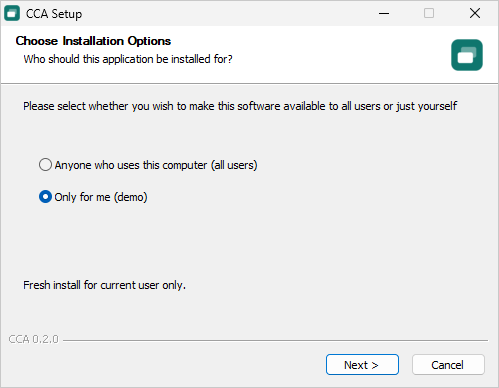 CCA Setup
Choose Installation Options
Who should this application be installed for?
Please select whether you wish to make this software available to all users or just yourself
Anyone who uses this computer (all users)
Only for me (demo)
Fresh install for current user only.
CCA 0.2.0
Next >
Cancel